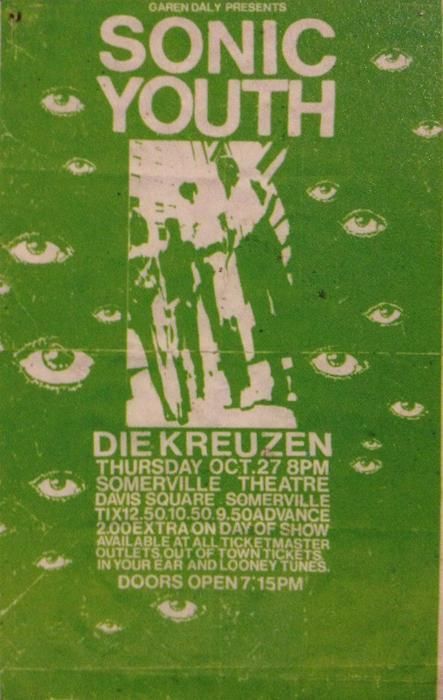 GAREN DALY PRESENTS
SONIC
YOUTH
DIE KREUZEN
THURSDAY OCT.27 8PM
SOMERVILLE THEATRE
DAVIS SQUARE . SOMERVILLE
TIX12.50.10.50.9.50ADVANCE
2.00EXTRA ON DAY OF SHOW
AVAILABLE AT ALL TICKETMASTER
OUTLETS.OUT OF TOWN TICKETS.
IN YOUR EAR AND LOONEY TUNES.
DOORS OPEN 7:15PM